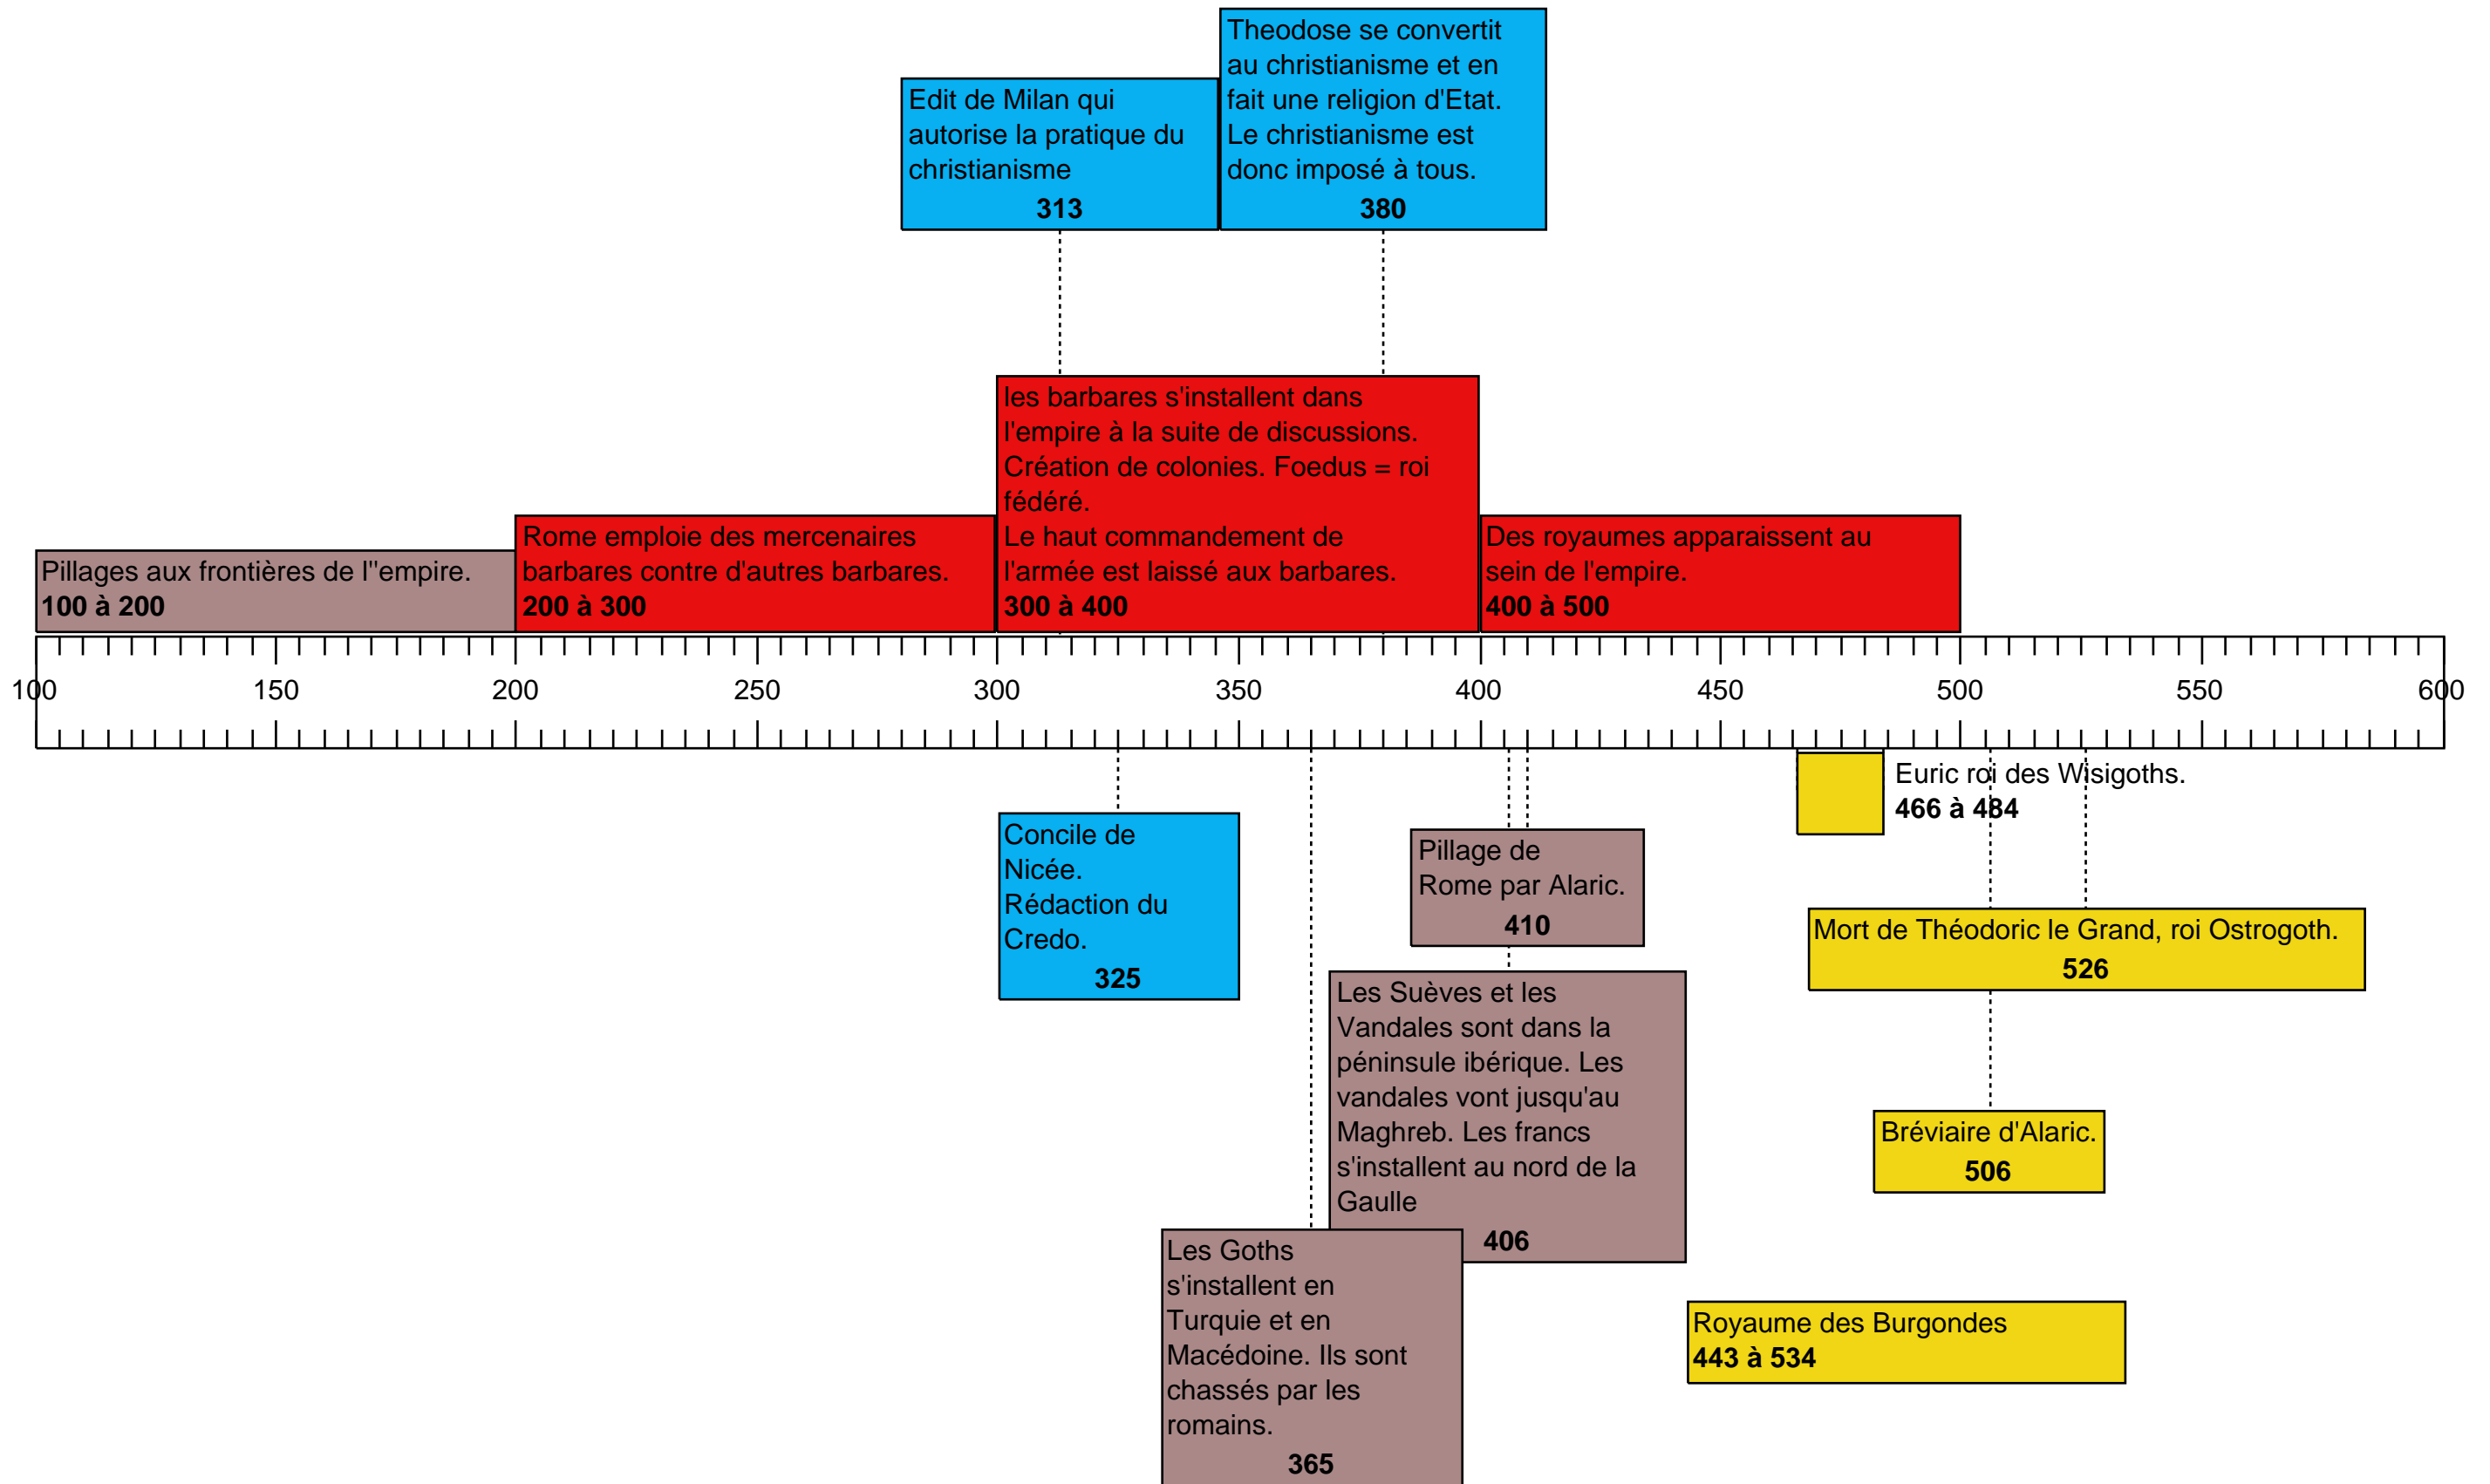 Theodose se convertit
au christianisme et en
fait une religion d'Etat.
Le christianisme est
donc imposé à tous.
380
Edit de Milan qui
autorise la pratique du
christianisme
313
les barbares s'installent dans
l'empire à la suite de discussions.
Création de colonies. Foedus = roi
fédéré.
Le haut commandement de
l'armée est laissé aux barbares.
300 à 400
Pillages aux frontières de l''empire.
100 à 200
Rome emploie des mercenaires
barbares contre d'autres barbares.
200 à 300
Des royaumes apparaissent au
sein de l'empire.
400 à 500
100 150 200 250 300 350 400 450 500 550 600
Euric roi des Wisigoths.
466 à 484
Concile de
Nicée.
Rédaction du
Credo.
325
Pillage de
Rome par Alaric.
410
Mort de Théodoric le Grand, roi Ostrogoth.
526
Les Suèves et les
Vandales sont dans la
péninsule ibérique. Les
vandales vont jusqu'au
Maghreb. Les francs
s'installent au nord de la
Gaulle
406
Bréviaire d'Alaric.
506
Les Goths
s'installent en
Turquie et en
Macédoine. Ils sont
chassés par les
romains.
365
Royaume des Burgondes
443 à 534